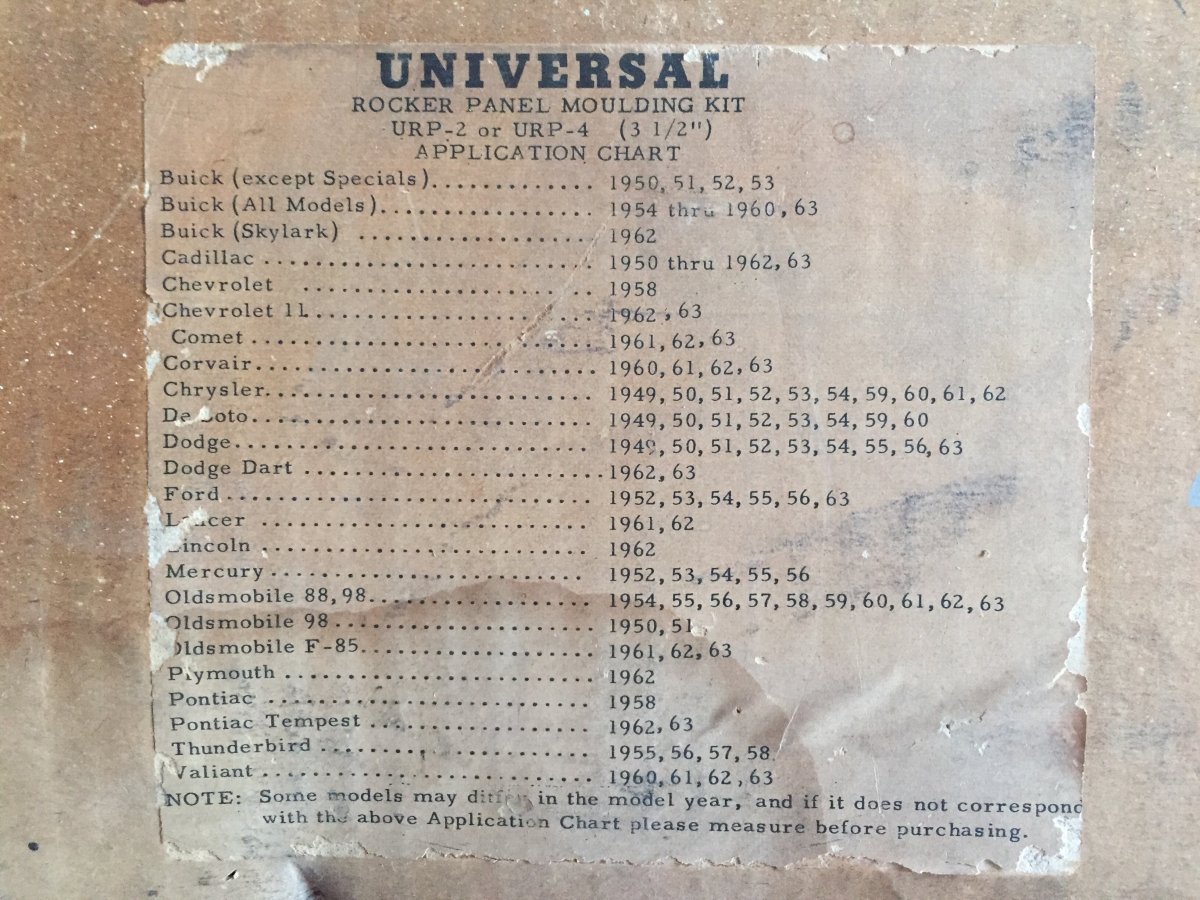 UNIVERSAL
ROCKER PANEL MOULDING KIT
URP-2 or URP-4 (3 1/2")
APPLICATION CHART
Buick (except Specials).............. 1950, 51, 52, 53
Buick (All Models)................. 1954 thru 1960, 63
Buick (Skylark) ................... 1962
Cadillac .......................... 1950 thru 1962, 63
Chevrolet ...................... .. 1958
Chevrolet 11...................... 1962, 63
Comet ........................... 1961, 62, 63
Corvair........................... 1960, 61, 62, 63
Chrysler.......................... 1949, 50, 51, 52, 53, 54, 59, 60, 61, 62
De Soto........................... 1949, 50, 51, 52, 53, 54, 59, 60
Dodge............................ 1949, 50, 51, 52, 53, 54, 55, 56, 63
Dodge Dart ........................ 1962, 63
Ford ............................. 1952, 53, 54, 55, 56, 63
Lancer .......................... 1961, 62
Lincoln .......................... 1962
Mercury ......................... 1952, 53, 54, 55, 56
Oldsmobile 88, 98.................. 1954, 55, 56, 57, 58, 59, 60, 61, 62, 63
Oldsmobile 98 ..................... 1950, 51
Oldsmobile F-85................... 1961, 62, 63
Plymouth ........................ 1962
Pontiac .......................... 1958
Pontiac Tempest .................. 1962, 63
Thunderbird ...................... 1955, 56, 57, 58
Valiant .......................... 1960, 61, 62, 63
NOTE: Some models may differ in the model year, and if it does not correspond
with the above Application Chart please measure before purchasing.